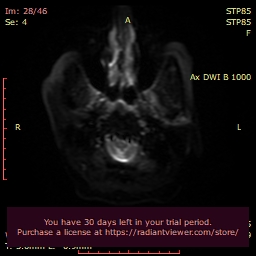 Im: 28/46
Se: 4
A
STP85
STP85
F
Ax DWI B 1000
R
L
You have 30 days left in your trial period.
Purchase a license at https://radiantviewer.com/store/